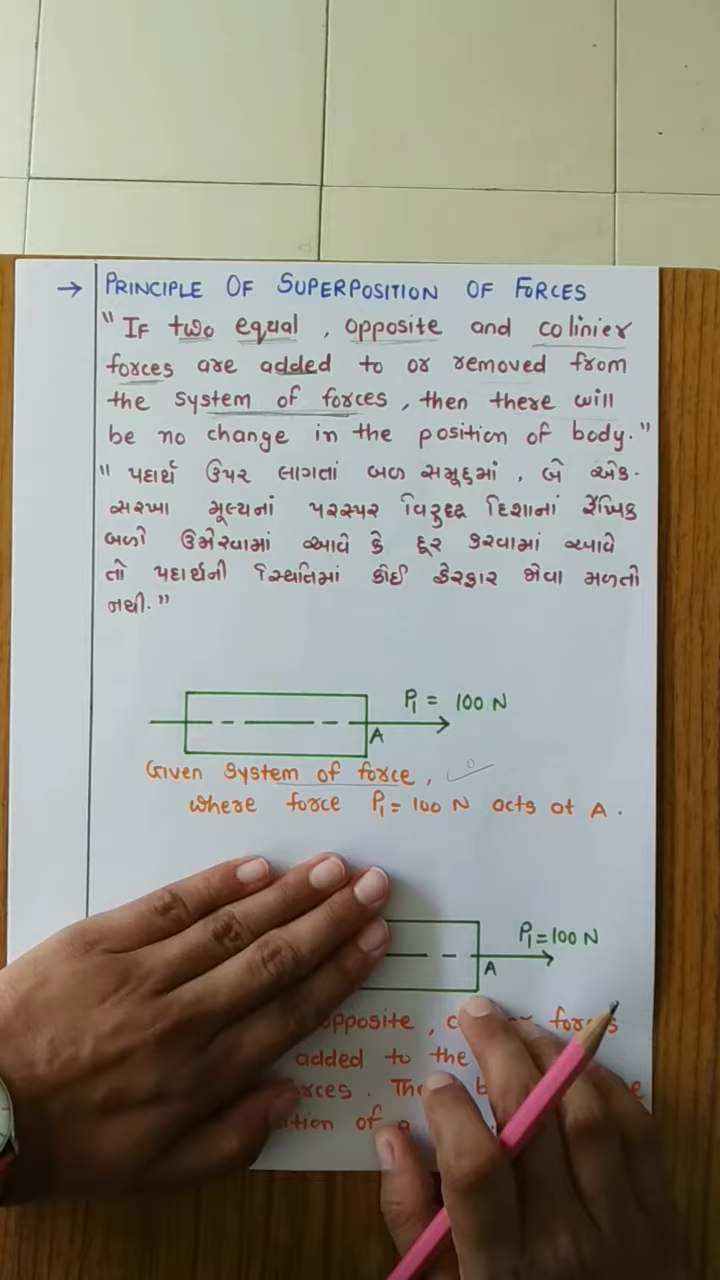 → PRINCIPLE OF SUPERPOSITION OF FORCES
" IF two equal , opposite and colinier
forces are added to or removed from
the system of forces , then there will
be no change in the position of body. "
" પદાર્થ ઉપર લાગતાં બળ સમૂહમાં , બે એક-
સરખા મૂલ્યનાં પરસ્પર વિરુદ્ધ દિશાનાં રૈખિક
બળો ઉમેરવામાં આવે કે દૂર કરવામાં આવે
તો પદાર્થની સ્થિતિમાં કોઈ ફેરફાર જોવા મળતો
નથી. "
P₁ = 100 N
A
Given system of force ,
where force P₁ = 100 N acts at A .
P₁=100 N
A
opposite , forces
added to the
of a